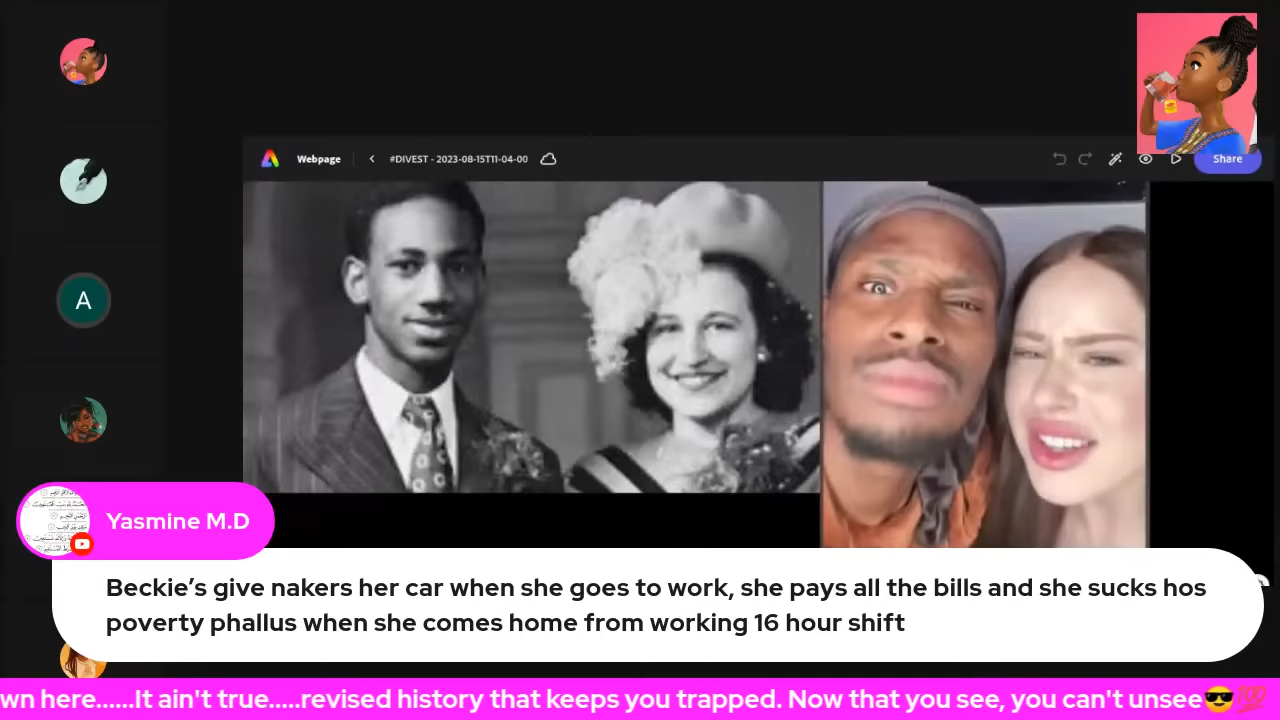 Webpage
#DIVEST - 2023-08-15T11-04-00
Share
A
Yasmine M.D
Beckie’s give nakers her car when she goes to work, she pays all the bills and she sucks hos
poverty phallus when she comes home from working 16 hour shift
wn here......It ain't true.....revised history that keeps you trapped. Now that you see, you can't unsee😎💯